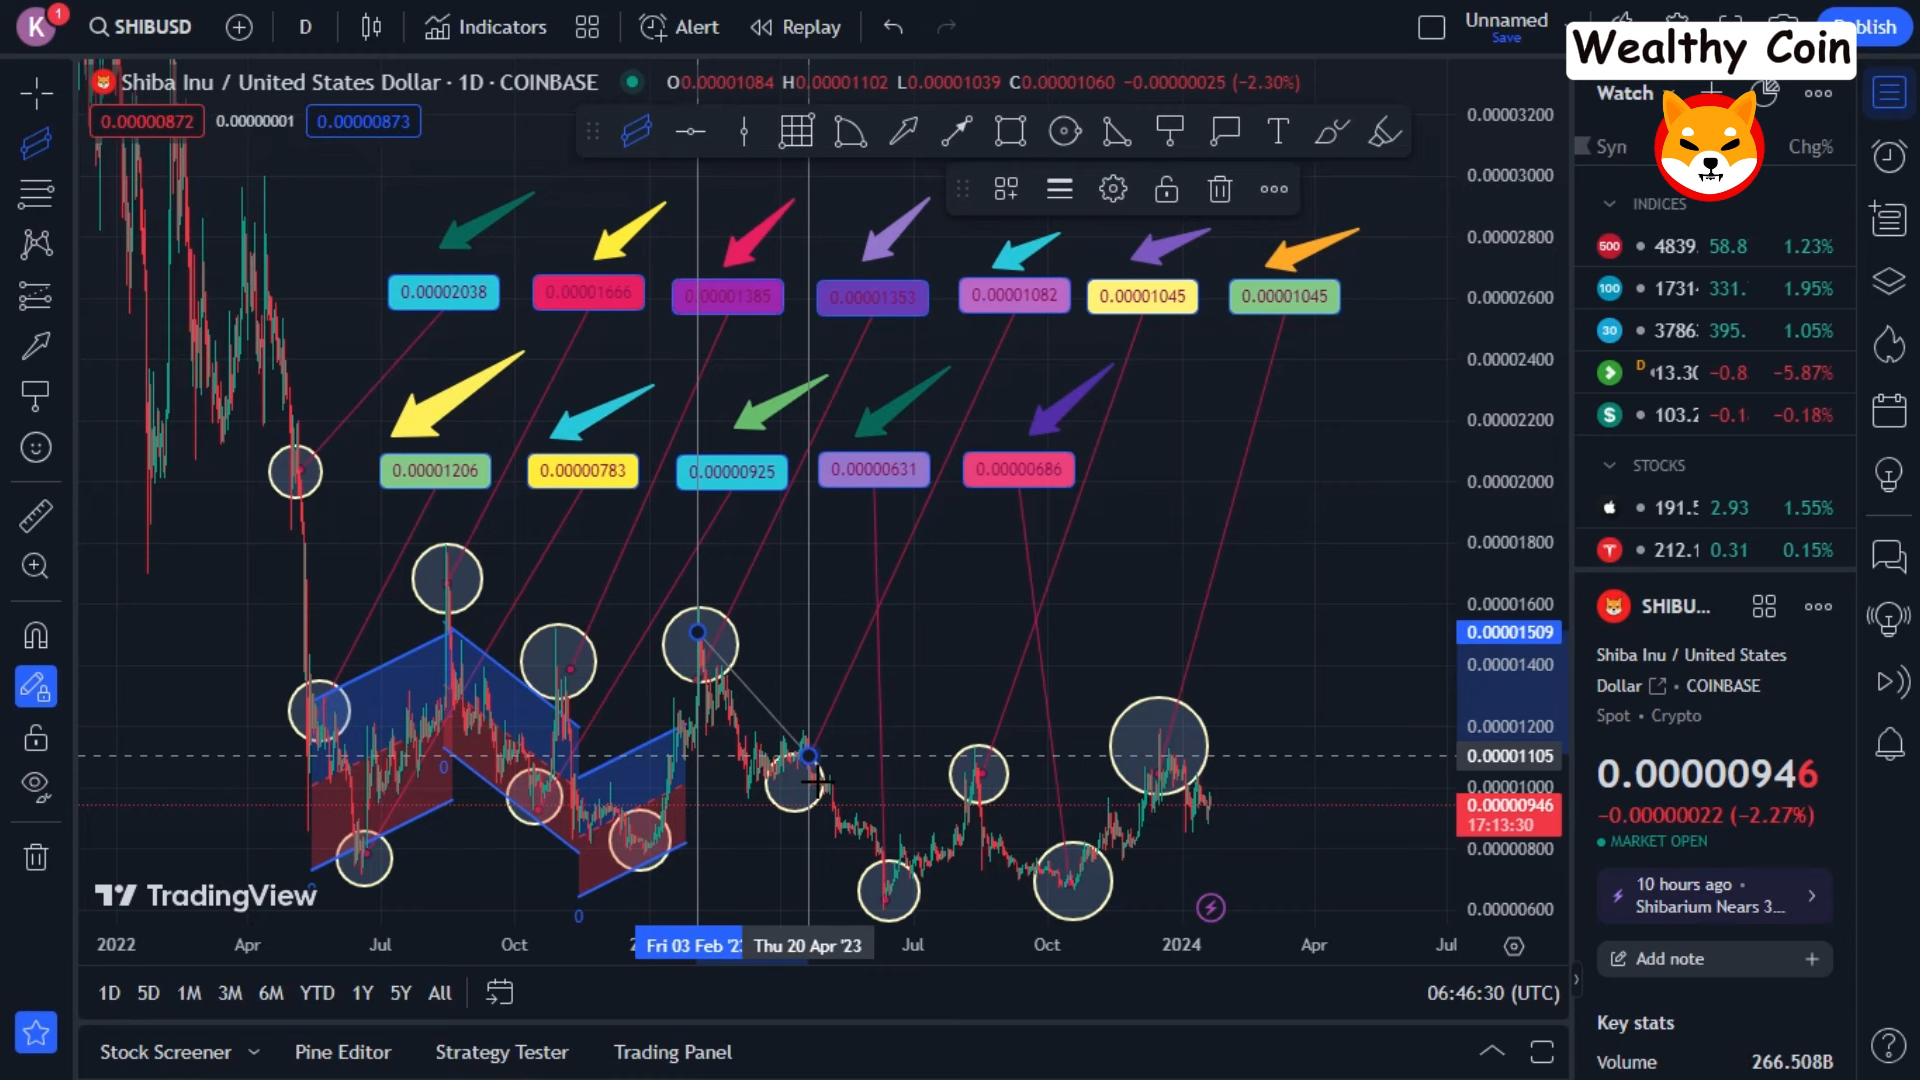 K
1
SHIBUSD
D
Indicators
Alert
Replay
Unnamed
Save
Publish
Wealthy Coin
Shiba Inu / United States Dollar · 1D · COINBASE
O0.00001084 H0.00001102 L0.00001039 C0.00001060 −0.00000025 (−2.30%)
0.00000872
0.00000001
0.00000873
T
Watch
Chg%
INDICES
500 4839. 58.8 1.23%
100 331. 1.95%
30 395. 1.05%
D −0.8 −5.87%
$ 103.2 −0.18%
STOCKS
191.5 2.93 1.55%
212.1 0.31 0.15%
0.00003200
0.00003000
0.00002800
0.00002600
0.00002400
0.00002200
0.00002000
0.00001800
0.00001600
0.00001509
0.00001400
0.00001200
0.00001105
0.00001000
0.00000946
17:13:30
0.00000800
0.00000600
0.00002038
0.00001666
0.00001385
0.00001353
0.00001082
0.00001045
0.00001045
0.00001206
0.00000783
0.00000925
0.00000631
0.00000686
0
0
TradingView
2022
Apr
Jul
Oct
Fri 03 Feb '2
Thu 20 Apr '23
Jul
Oct
2024
Apr
Jul
SHIBU...
Shiba Inu / United States
Dollar • COINBASE
Spot • Crypto
0.00000946
−0.00000022 (−2.27%)
MARKET OPEN
10 hours ago •
Shibarium Nears 3...
Add note
Key stats
Volume 266.508B
1D 5D 1M 3M 6M YTD 1Y 5Y All
06:46:30 (UTC)
Stock Screener
Pine Editor
Strategy Tester
Trading Panel